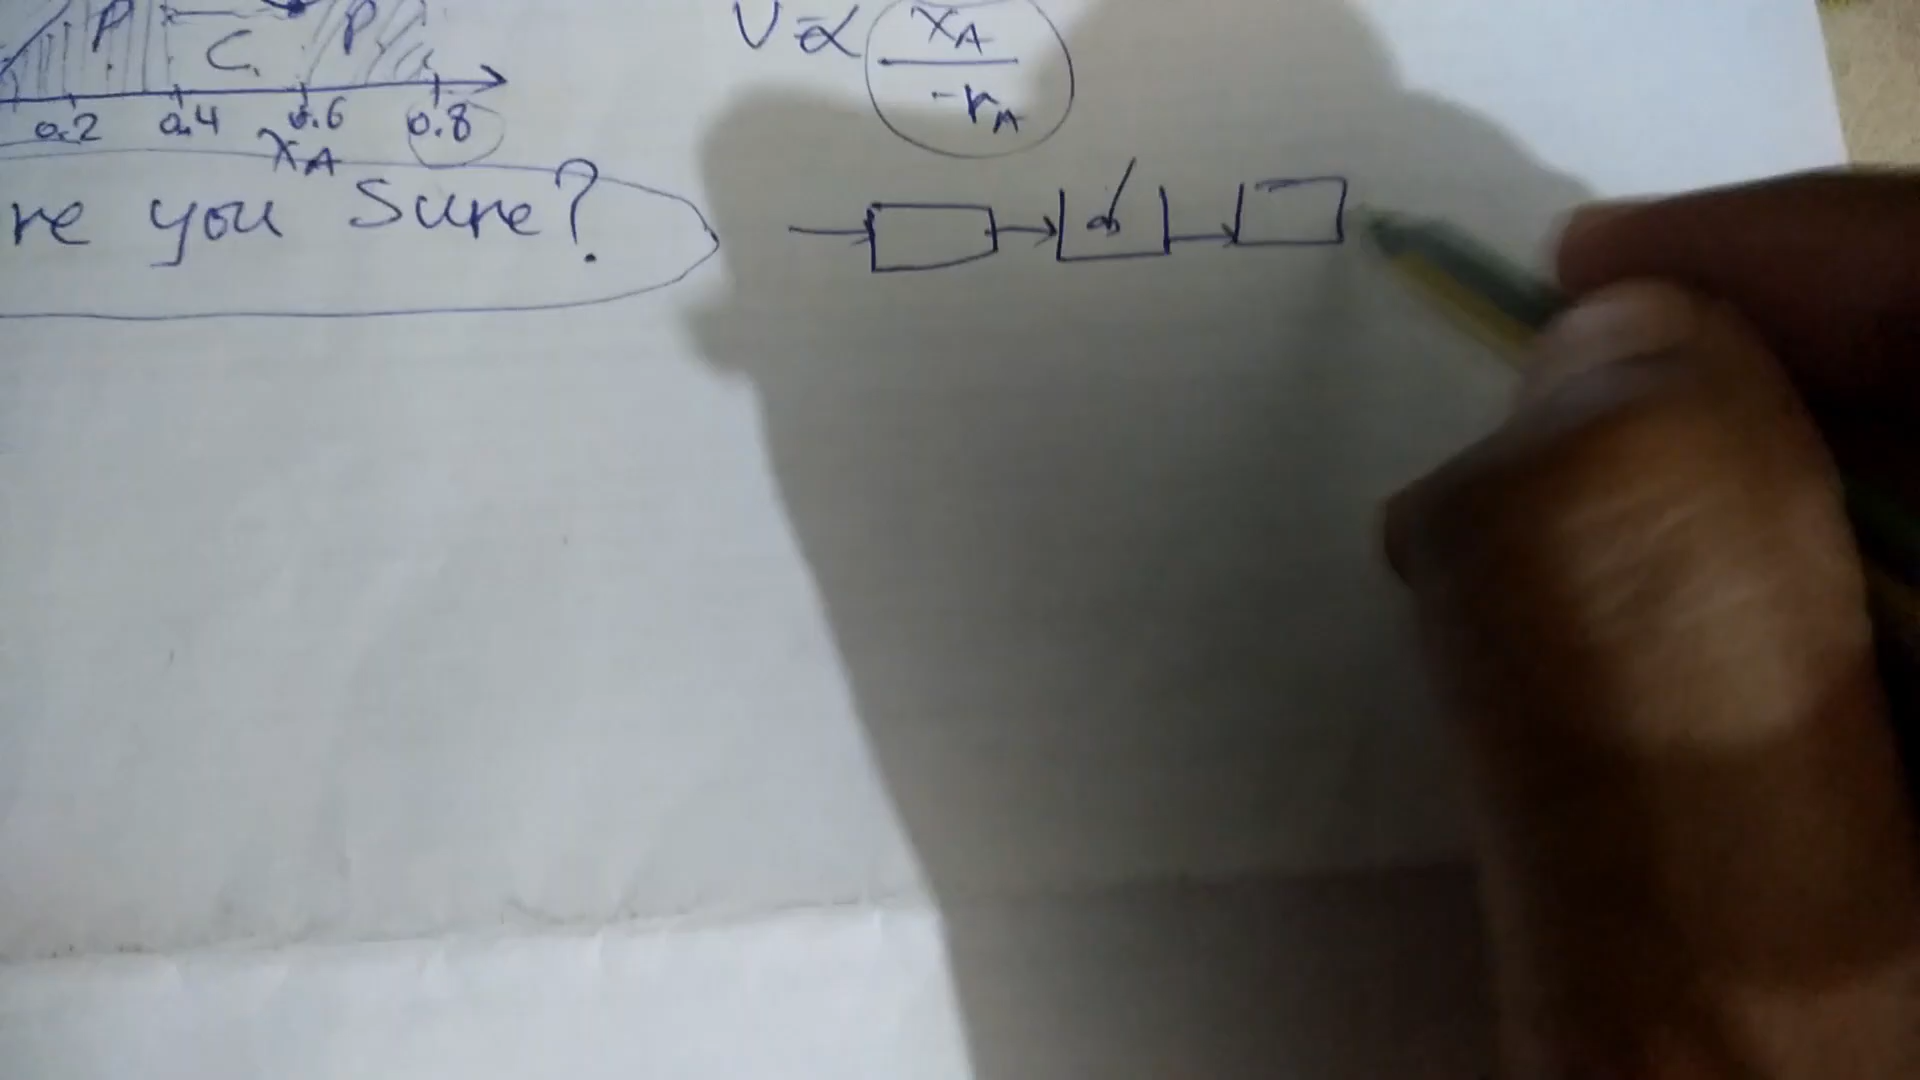 P C P
0.2 0.4 0.6 0.8
XA
re you Sure?
V ∝ XA / -rA